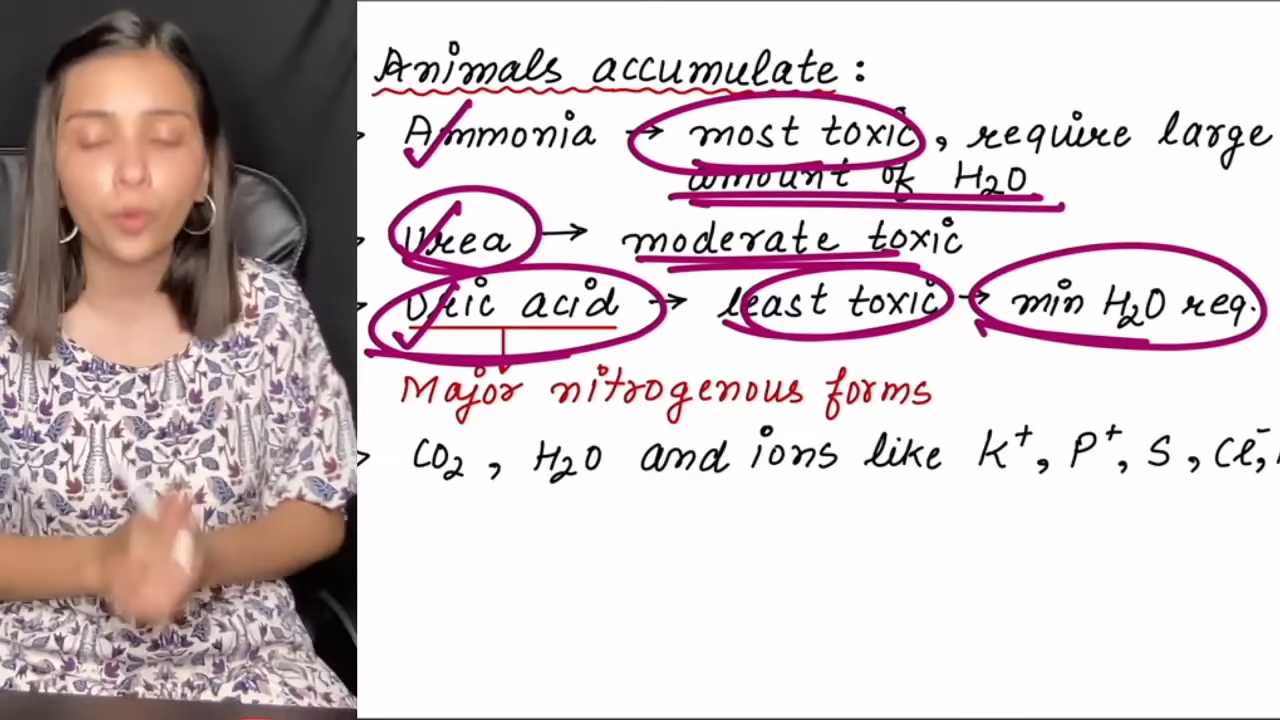 Animals accumulate :
Ammonia → most toxic, require large
amount of H2O
Urea → moderate toxic
Uric acid → least toxic → min H2O req.
Major nitrogenous forms
CO2, H2O and ions like K+, P+, S, Cl-,